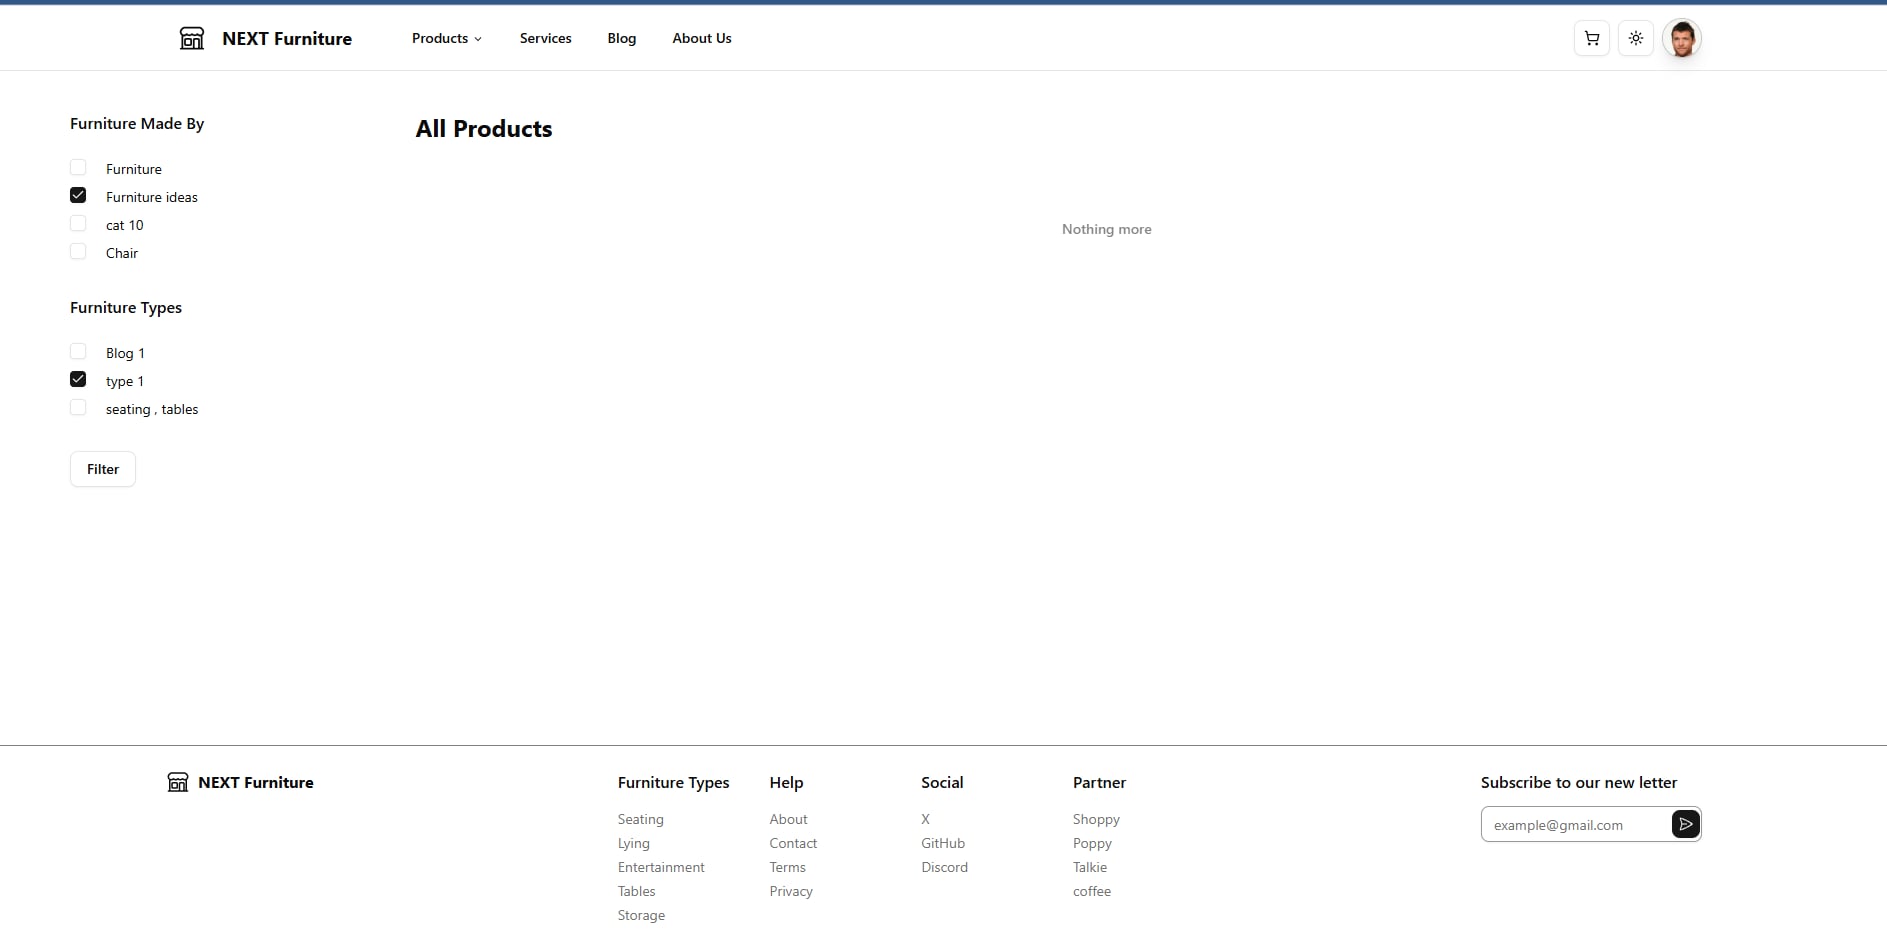 NEXT Furniture
Products
Services
Blog
About Us
Furniture Made By
Furniture
Furniture ideas
cat 10
Chair
Furniture Types
Blog 1
type 1
seating , tables
Filter
All Products
Nothing more
NEXT Furniture
Furniture Types
Seating
Lying
Entertainment
Tables
Storage
Help
About
Contact
Terms
Privacy
Social
X
GitHub
Discord
Partner
Shoppy
Poppy
Talkie
coffee
Subscribe to our new letter
example@gmail.com